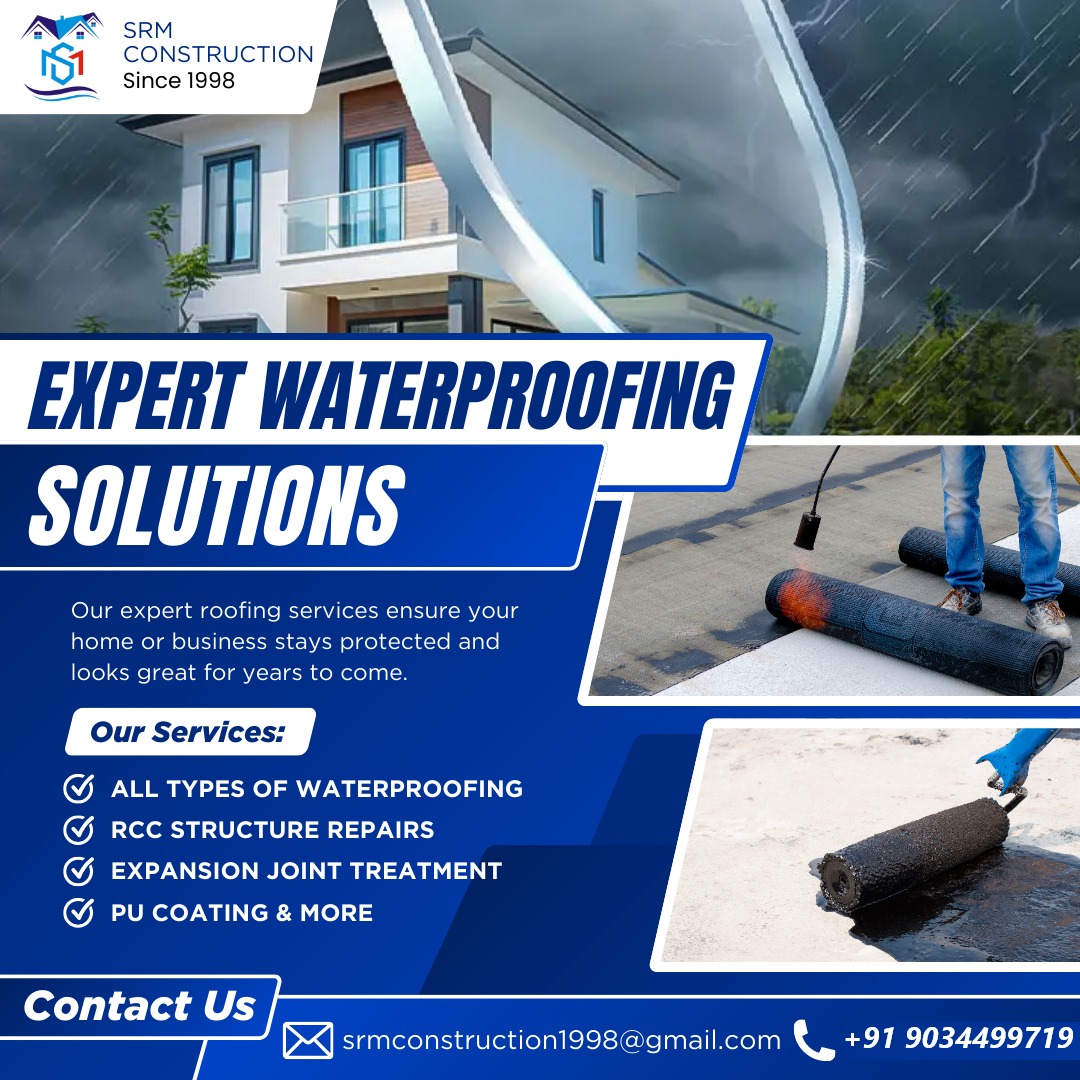 SRM
CONSTRUCTION
Since 1998
EXPERT WATERPROOFING
SOLUTIONS
Our expert roofing services ensure your
home or business stays protected and
looks great for years to come.
Our Services:
ALL TYPES OF WATERPROOFING
RCC STRUCTURE REPAIRS
EXPANSION JOINT TREATMENT
PU COATING & MORE
Contact Us
srmconstruction1998@gmail.com
+91 9034499719